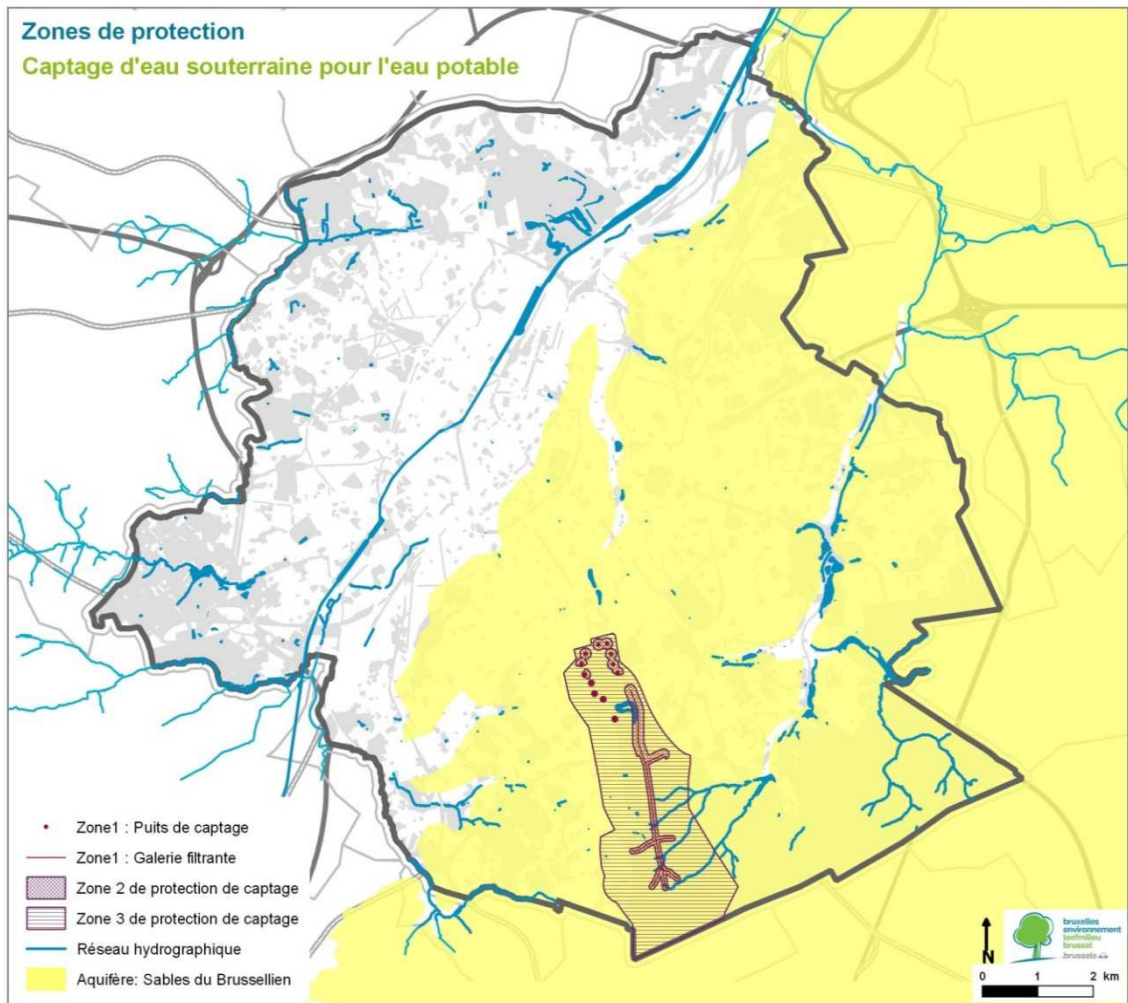 Zones de protection
Captage d'eau souterraine pour l'eau potable
Zone1 : Puits de captage
Zone1 : Galerie filtrante
Zone 2 de protection de captage
Zone 3 de protection de captage
Réseau hydrographique
Aquifère: Sables du Brussellien
N
bruxelles
environnement
leefmilieu
brussel
.brussels
0 1 2 km